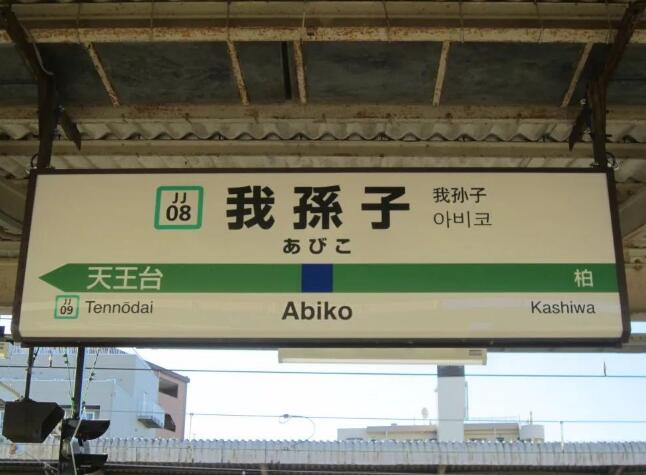 JJ
08
我孫子
我孙子
아비코
あびこ
天王台
柏
JJ
09
Tennōdai
Abiko
Kashiwa